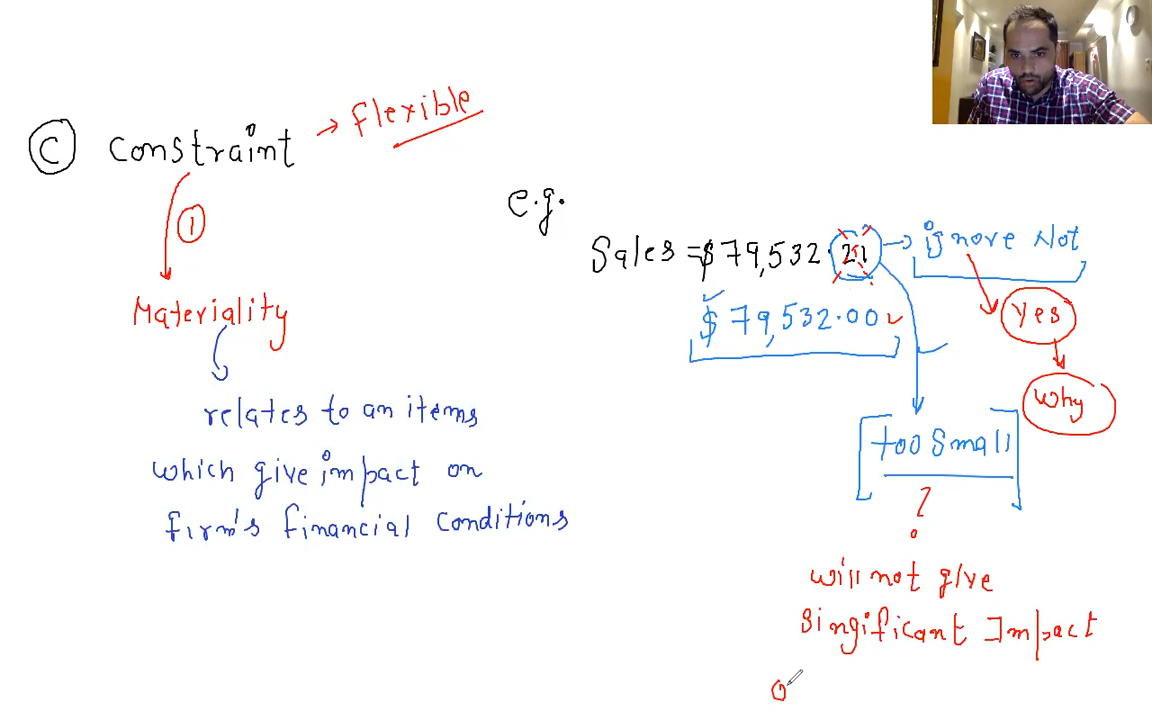 C constraint → Flexible
1
Materiality
relates to an items
which give impact on
firm's financial conditions
e.g.
Sales = $79,532.21 → ignore Not
$79,532.00
Yes
Why
too Small
?
will not give
Singificant Impact
o